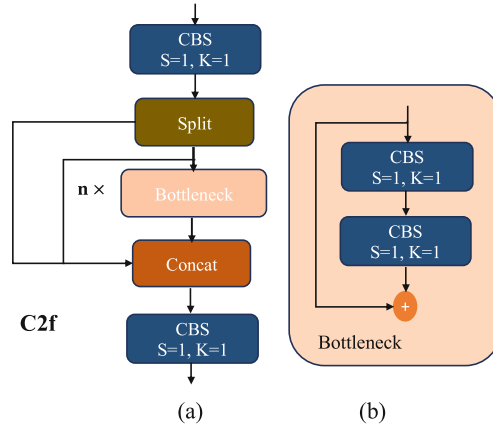 CBS
S=1, K=1
Split
n ×
Bottleneck
Concat
C2f
CBS
S=1, K=1
(a)
CBS
S=1, K=1
CBS
S=1, K=1
+
Bottleneck
(b)